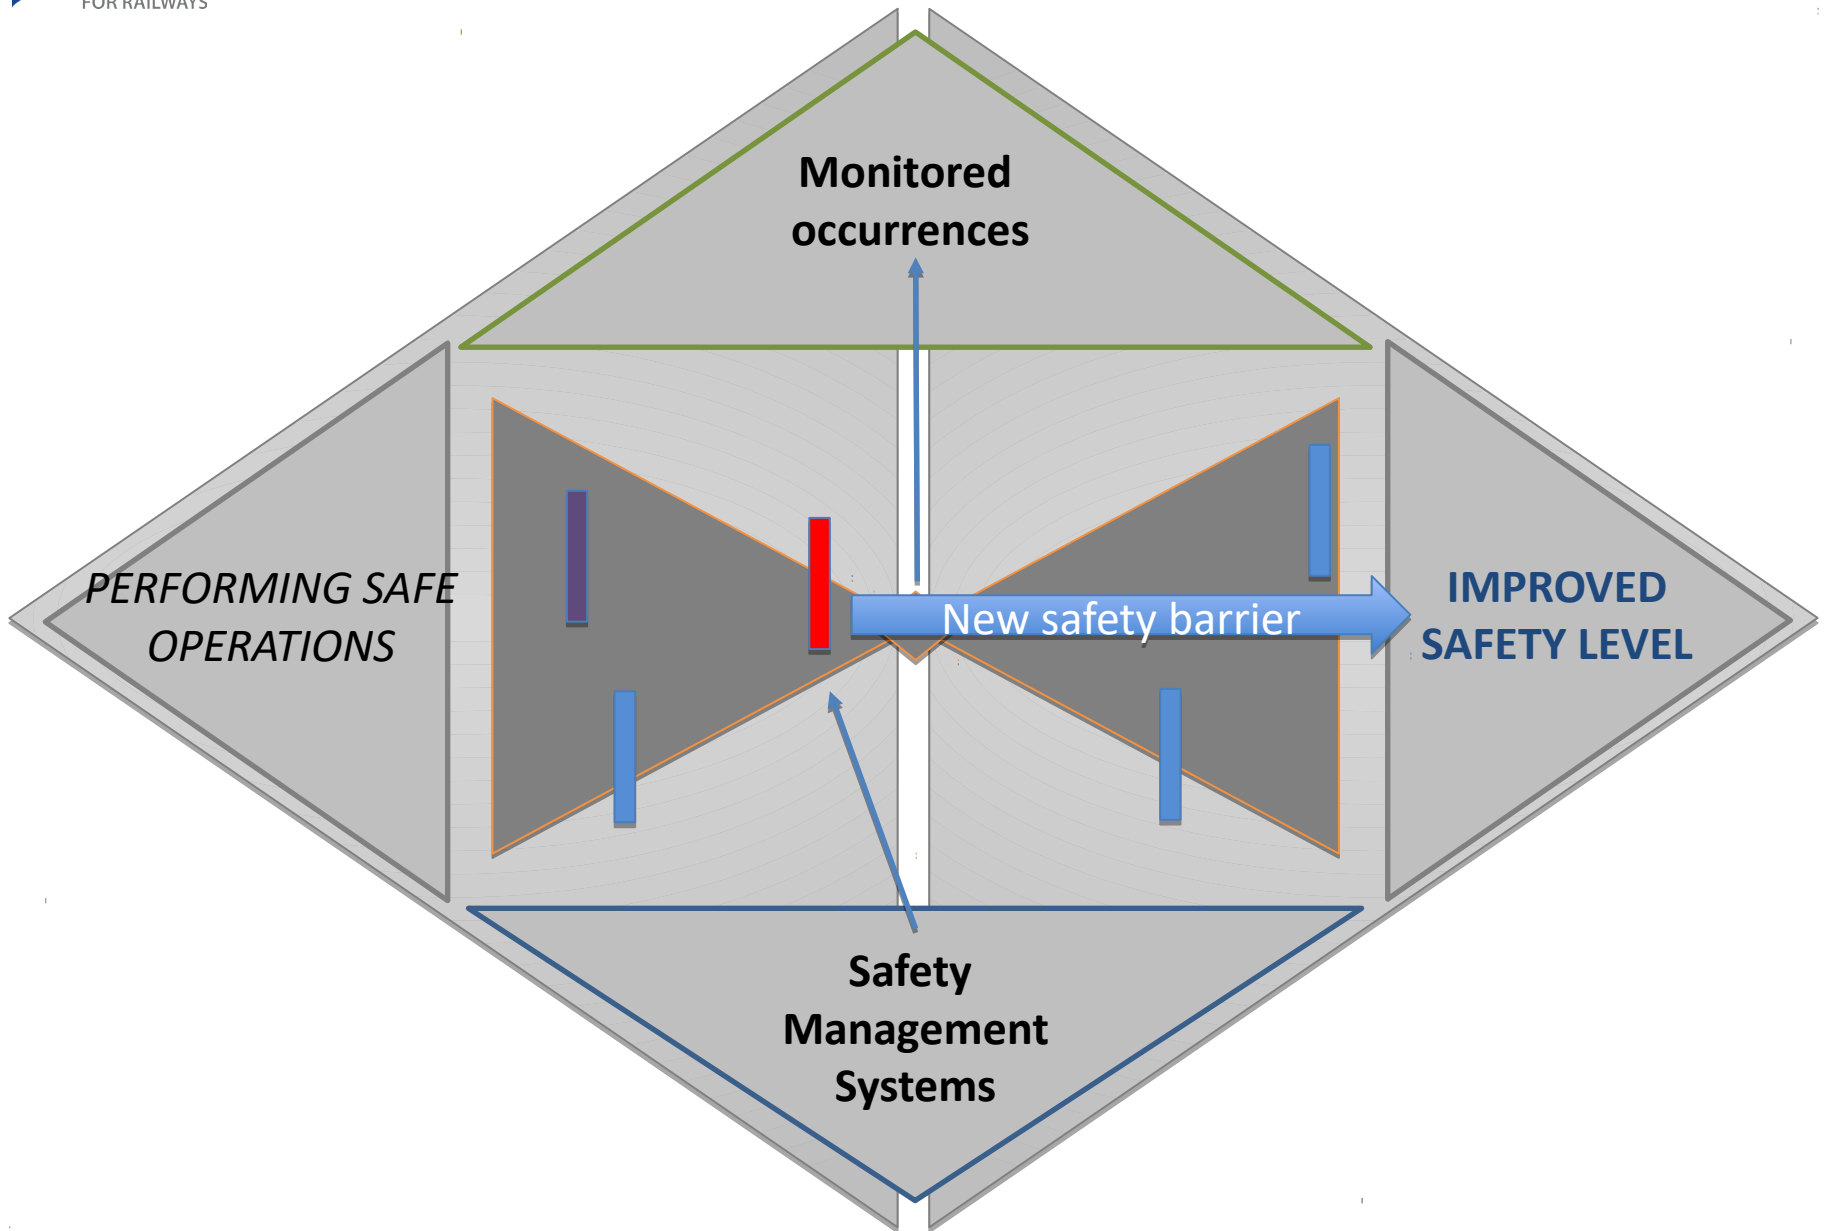 FOR RAILWAYS
Monitored
occurrences
PERFORMING SAFE
OPERATIONS
New safety barrier
IMPROVED
SAFETY LEVEL
Safety
Management
Systems